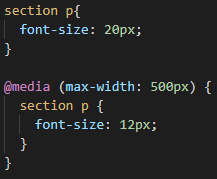 section p{
  font-size: 20px;
}

@media (max-width: 500px) {
  section p {
    font-size: 12px;
  }
}